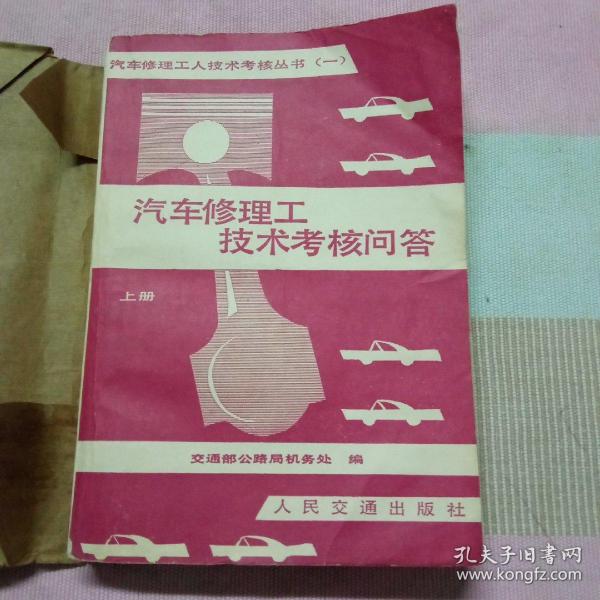 汽车修理工人技术考核丛书（一）
汽车修理工
技术考核问答
上册
交通部公路局机务处 编
人民交通出版社
孔夫子旧书网
www.kongfz.com